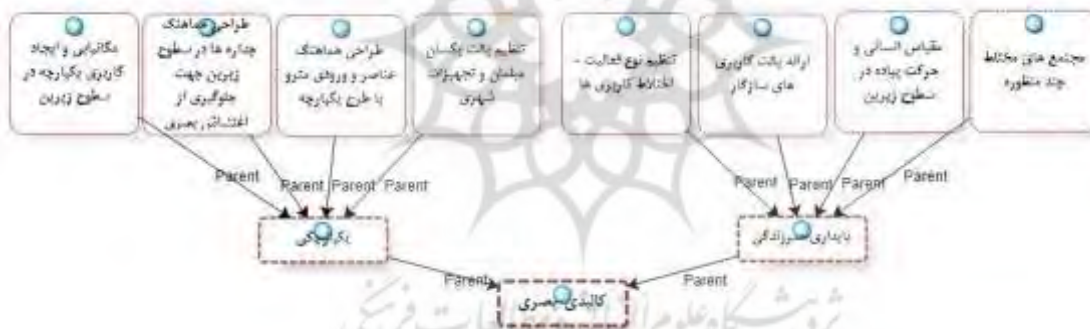 مجتمع های مختلط
چند منظوره
مقیاس انسانی و
حرکت پیاده در
سطوح زیرین
ارائه پالت کاربری
های سازگار
تنظیم نوع فعالیت -
اختلاط کاربری ها
تنظیم پالت یکسان
مبلمان و تجهیزات
شهری
طراحی هماهنگ
عناصر و ورودی مترو
با طرح یکپارچه
طراحی هماهنگ
جداره ها در سطوح
زیرین جهت
جلوگیری از
اغتشاش بصری
مکانیابی و ایجاد
کاربری یکپارچه در
سطوح زیرین
Parent Parent Parent Parent
Parent Parent Parent Parent
پایداری سرزندگی
Parent
Parent
کالبدی بصری